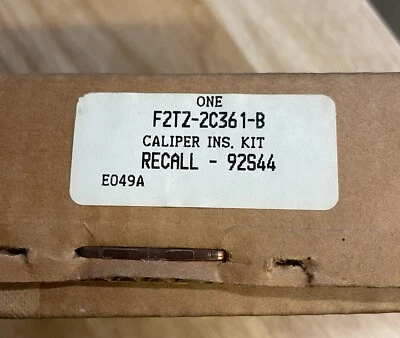 ONE
F2TZ-2C361-B
CALIPER INS. KIT
RECALL - 92S44
E049A